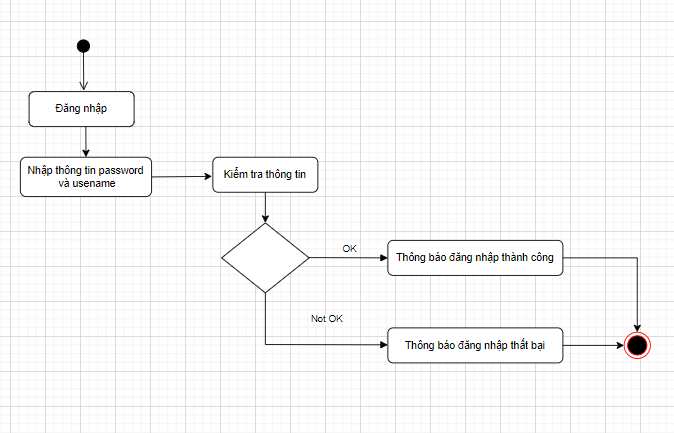 Đăng nhập
Nhập thông tin password
và usename
Kiểm tra thông tin
OK
Thông báo đăng nhập thành công
Not OK
Thông báo đăng nhập thất bại